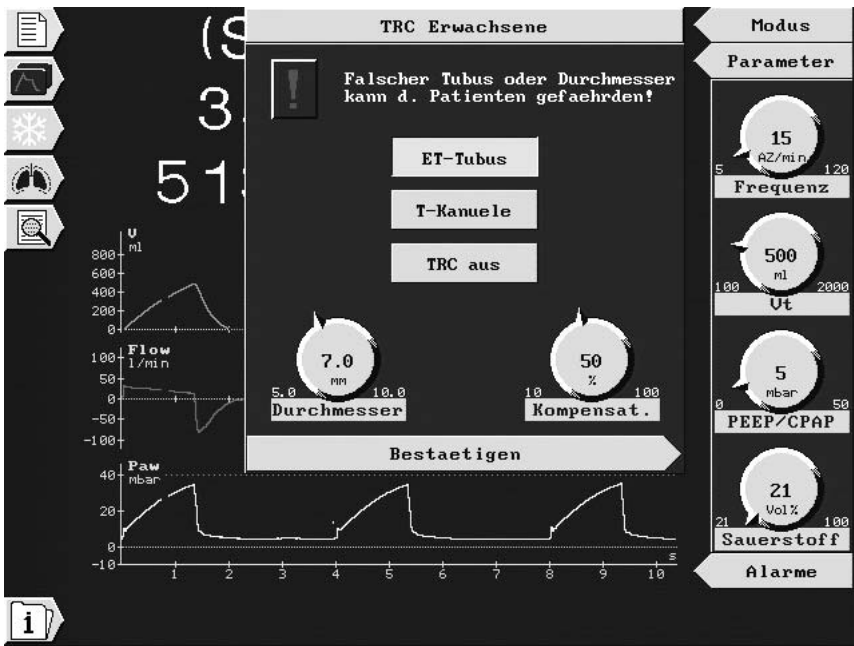 TRC Erwachsene
Falscher Tubus oder Durchmesser
kann d. Patienten gefaehrden!
ET-Tubus
T-Kanuele
TRC aus
7.0
mm
5.0 10.0
Durchmesser
50
%
10 100
Kompensat.
Bestaetigen
(S
3.
51
V
ml
800
600
400
200
0
Flow
l/min
100
50
0
-50
-100
Paw
mbar
40
20
0
-10
1 2 3 4 5 6 7 8 9 10
s
Modus
Parameter
15
AZ/min
5 120
Frequenz
500
ml
100 2000
Vt
5
mbar
0 50
PEEP/CPAP
21
Vol%
21 100
Sauerstoff
Alarme
i